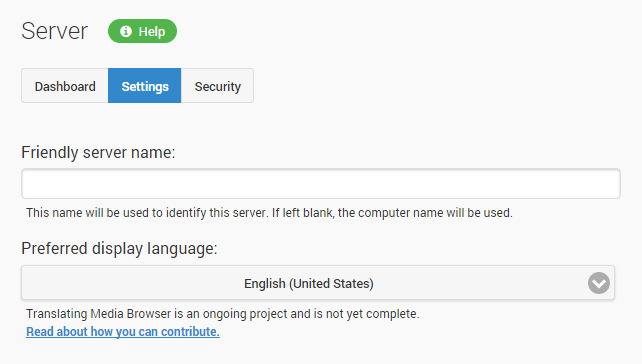 Server
Help
Dashboard Settings Security
Friendly server name:
This name will be used to identify this server. If left blank, the computer name will be used.
Preferred display language:
English (United States)
Translating Media Browser is an ongoing project and is not yet complete.
Read about how you can contribute.